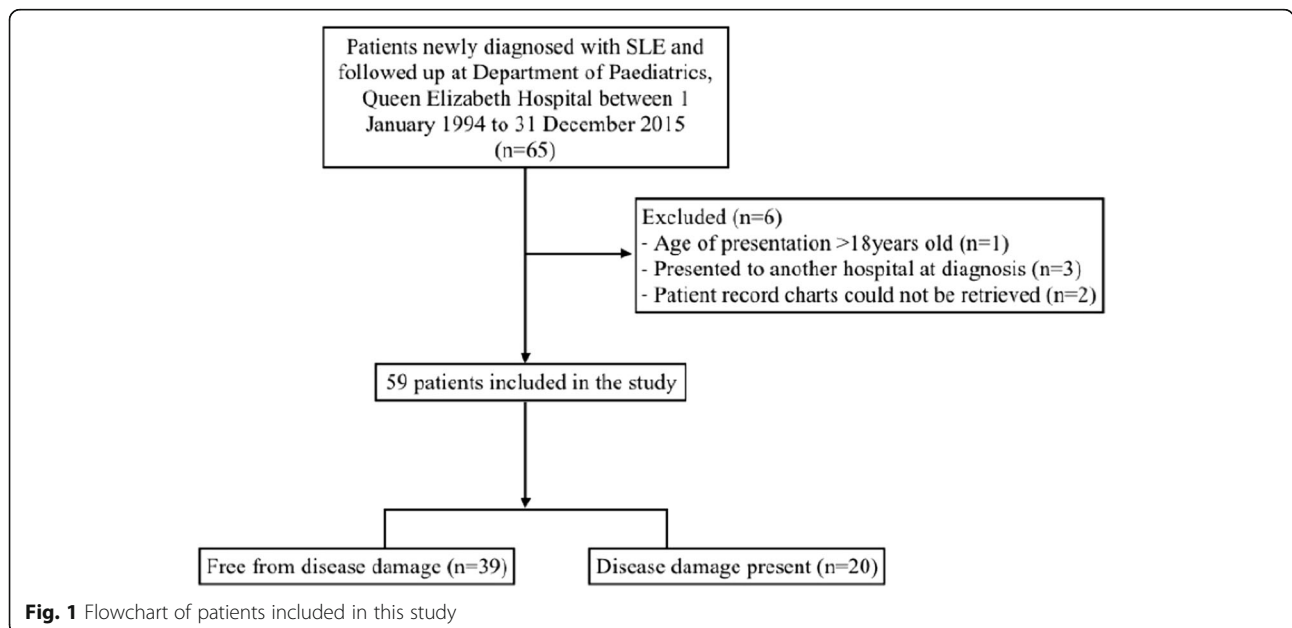 Patients newly diagnosed with SLE and
followed up at Department of Paediatrics,
Queen Elizabeth Hospital between 1
January 1994 to 31 December 2015
(n=65)
Excluded (n=6)
- Age of presentation >18years old (n=1)
- Presented to another hospital at diagnosis (n=3)
- Patient record charts could not be retrieved (n=2)
59 patients included in the study
Free from disease damage (n=39)
Disease damage present (n=20)
Fig. 1 Flowchart of patients included in this study